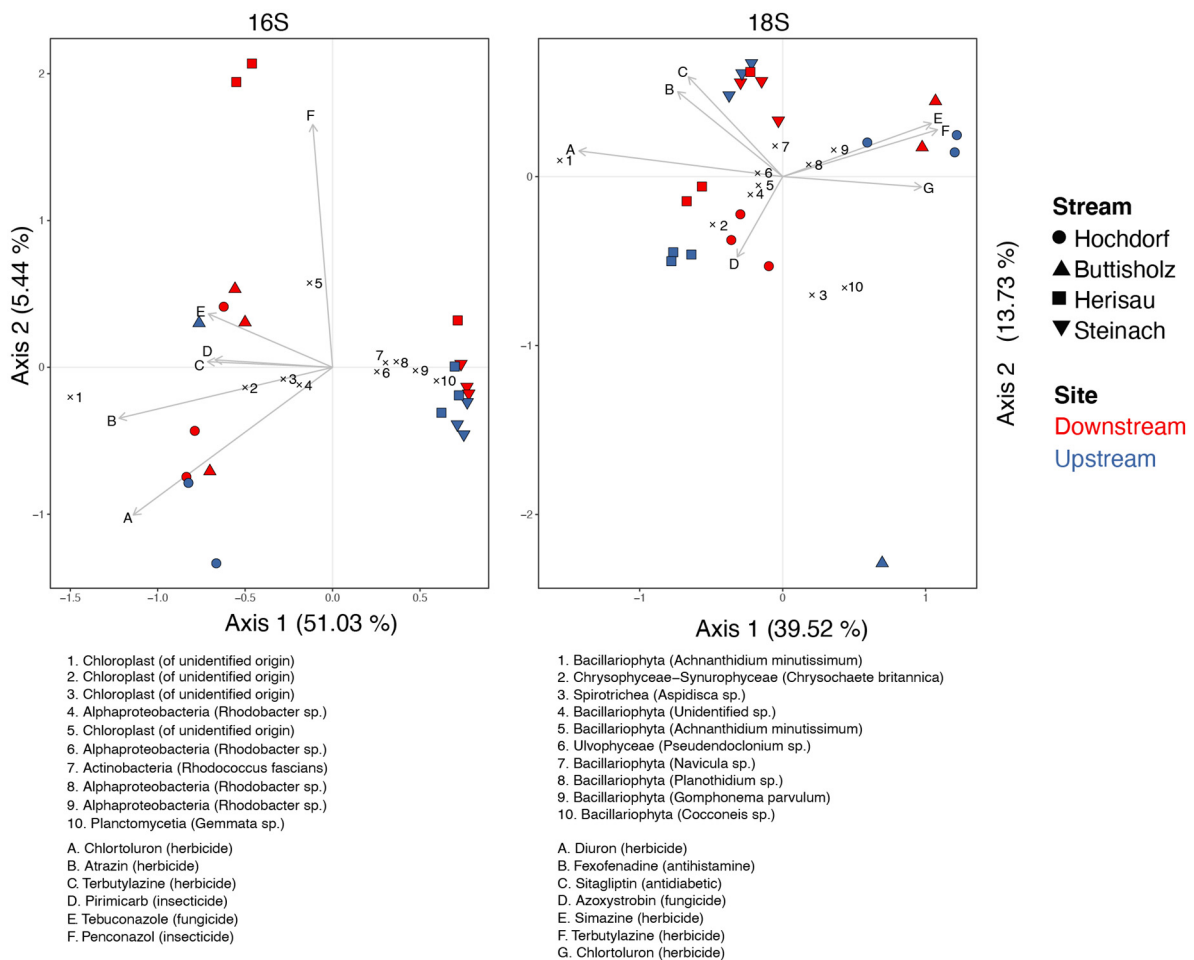 16S
18S
Axis 2 (5.44 %)
2
1
0
−1
−1.5
−1.0
−0.5
0.0
0.5
Axis 1 (51.03 %)
F
5
E
D
C
B
A
1
2
3
4
7
6
8
9
10
0
−1
−2
−1
0
1
Axis 1 (39.52 %)
Axis 2 (13.73 %)
C
B
A
1
7
9
8
6
5
4
2
D
3
10
E
F
G
Stream
Hochdorf
Buttisholz
Herisau
Steinach
Site
Downstream
Upstream
1. Chloroplast (of unidentified origin)
2. Chloroplast (of unidentified origin)
3. Chloroplast (of unidentified origin)
4. Alphaproteobacteria (Rhodobacter sp.)
5. Chloroplast (of unidentified origin)
6. Alphaproteobacteria (Rhodobacter sp.)
7. Actinobacteria (Rhodococcus fascians)
8. Alphaproteobacteria (Rhodobacter sp.)
9. Alphaproteobacteria (Rhodobacter sp.)
10. Planctomycetia (Gemmata sp.)
A. Chlortoluron (herbicide)
B. Atrazin (herbicide)
C. Terbutylazine (herbicide)
D. Pirimicarb (insecticide)
E. Tebuconazole (fungicide)
F. Penconazol (insecticide)
1. Bacillariophyta (Achnanthidium minutissimum)
2. Chrysophyceae−Synurophyceae (Chrysochaete britannica)
3. Spirotrichea (Aspidisca sp.)
4. Bacillariophyta (Unidentified sp.)
5. Bacillariophyta (Achnanthidium minutissimum)
6. Ulvophyceae (Pseudendoclonium sp.)
7. Bacillariophyta (Navicula sp.)
8. Bacillariophyta (Planothidium sp.)
9. Bacillariophyta (Gomphonema parvulum)
10. Bacillariophyta (Cocconeis sp.)
A. Diuron (herbicide)
B. Fexofenadine (antihistamine)
C. Sitagliptin (antidiabetic)
D. Azoxystrobin (fungicide)
E. Simazine (herbicide)
F. Terbutylazine (herbicide)
G. Chlortoluron (herbicide)